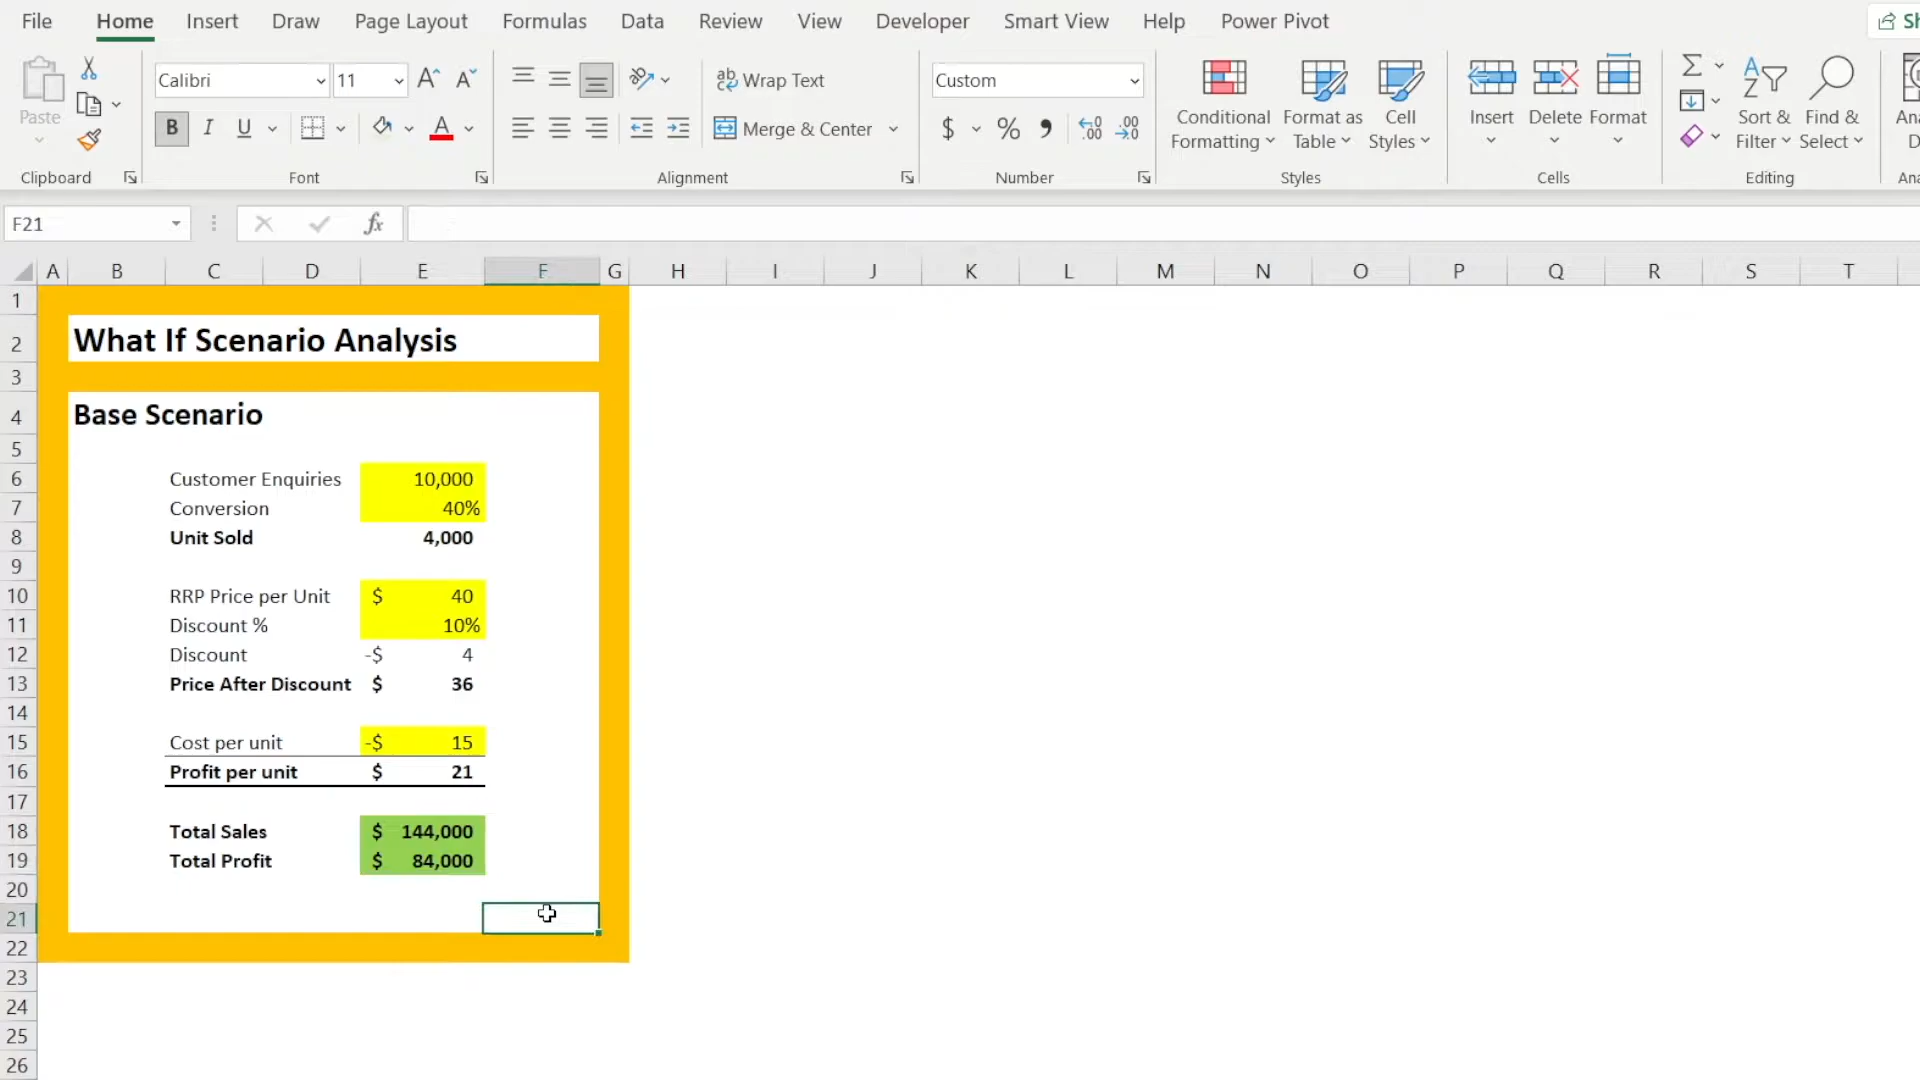 File Home Insert Draw Page Layout Formulas Data Review View Developer Smart View Help Power Pivot Sh
Calibri 11 Wrap Text Custom
Paste B I U Merge & Center $ % Conditional Formatting Format as Table Cell Styles Insert Delete Format Sort & Filter Find & Select Ana D
Clipboard Font Alignment Number Styles Cells Editing Ana
F21 fx
A B C D E F G H I J K L M N O P Q R S T
1
2 What If Scenario Analysis
3
4 Base Scenario
5
6 Customer Enquiries 10,000
7 Conversion 40%
8 Unit Sold 4,000
9
10 RRP Price per Unit $ 40
11 Discount % 10%
12 Discount -$ 4
13 Price After Discount $ 36
14
15 Cost per unit -$ 15
16 Profit per unit $ 21
17
18 Total Sales $ 144,000
19 Total Profit $ 84,000
20
21
22
23
24
25
26